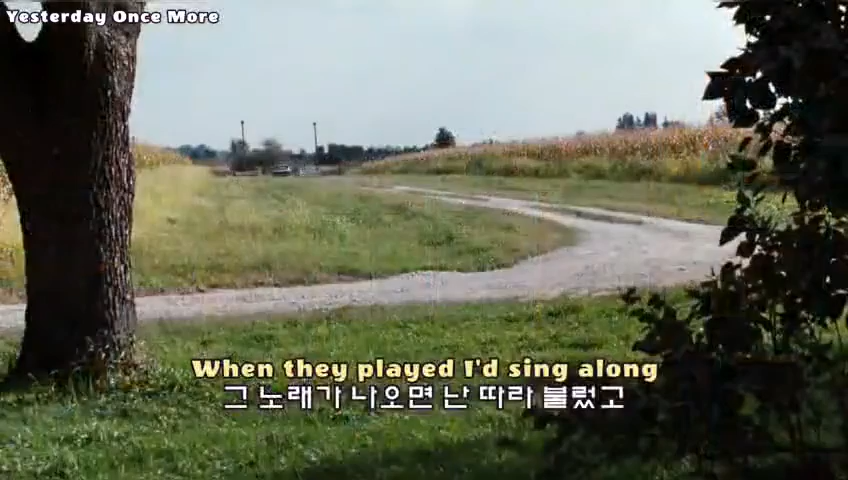 Yesterday Once More
When they played I'd sing along
그 노래가 나오면 난 따라 불렀고